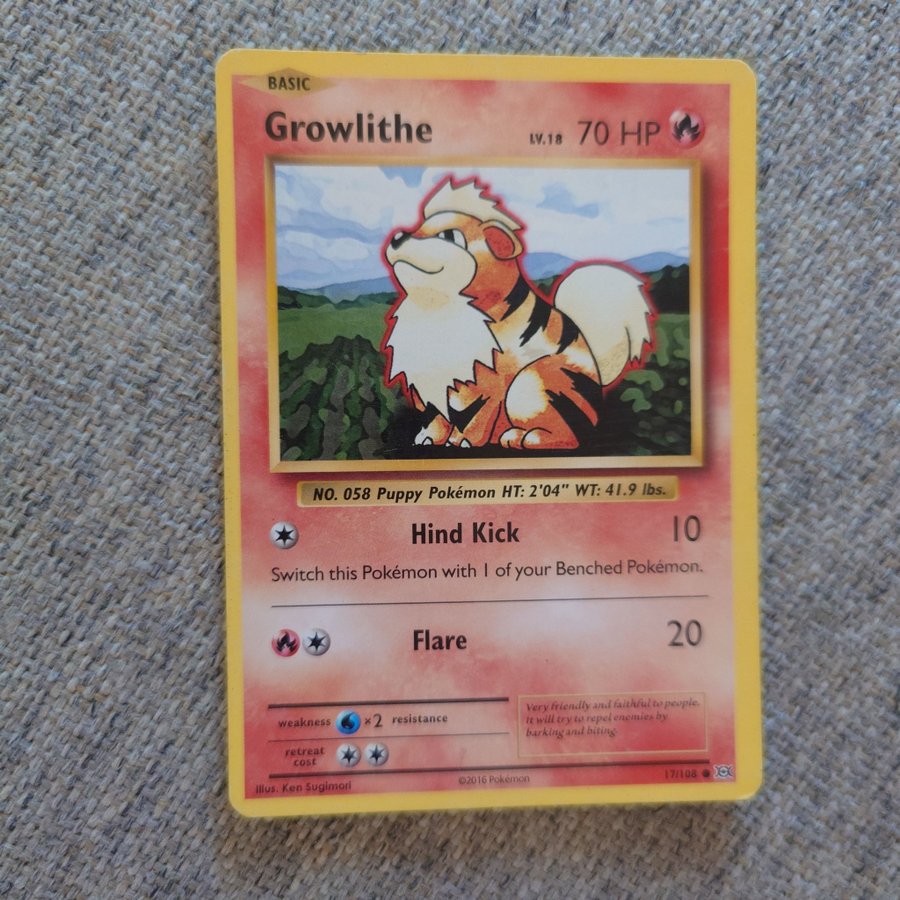 BASIC
Growlithe LV.18 70 HP
NO. 058 Puppy Pokémon HT: 2'04" WT: 41.9 lbs.
Hind Kick 10
Switch this Pokémon with 1 of your Benched Pokémon.
Flare 20
weakness ×2 resistance
retreat
cost
Very friendly and faithful to people.
It will try to repel enemies by
barking and biting.
Illus. Ken Sugimori ©2016 Pokémon 17/108